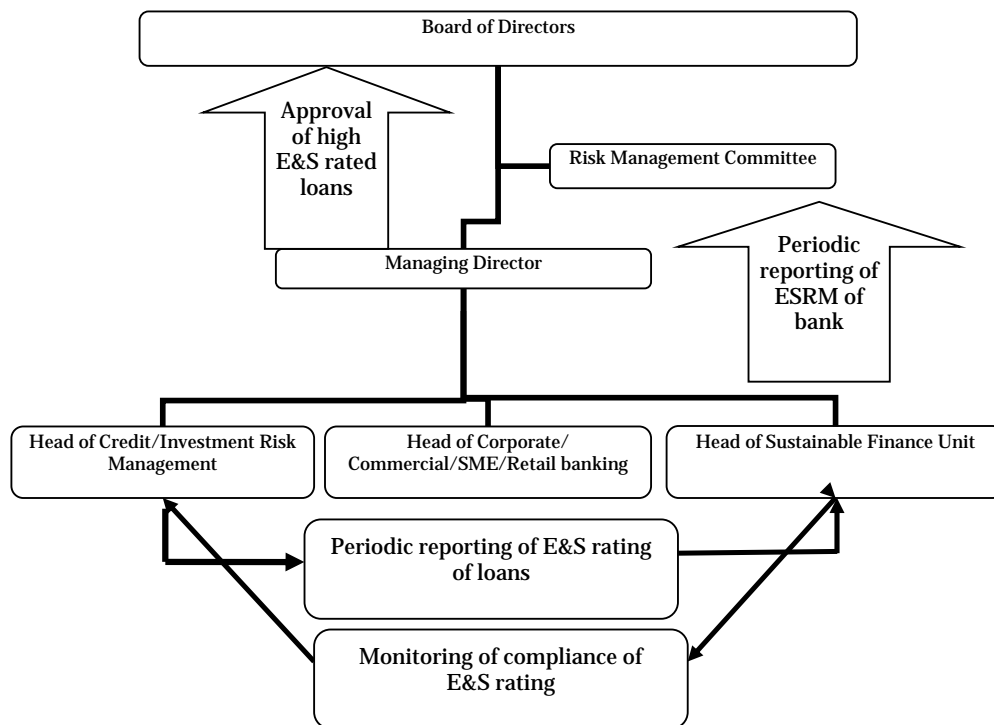 Board of Directors
Approval
of high
E&S rated
loans
Risk Management Committee
Managing Director
Periodic
reporting of
ESRM of
bank
Head of Credit/Investment Risk
Management
Head of Corporate/
Commercial/SME/Retail banking
Head of Sustainable Finance Unit
Periodic reporting of E&S rating
of loans
Monitoring of compliance of
E&S rating